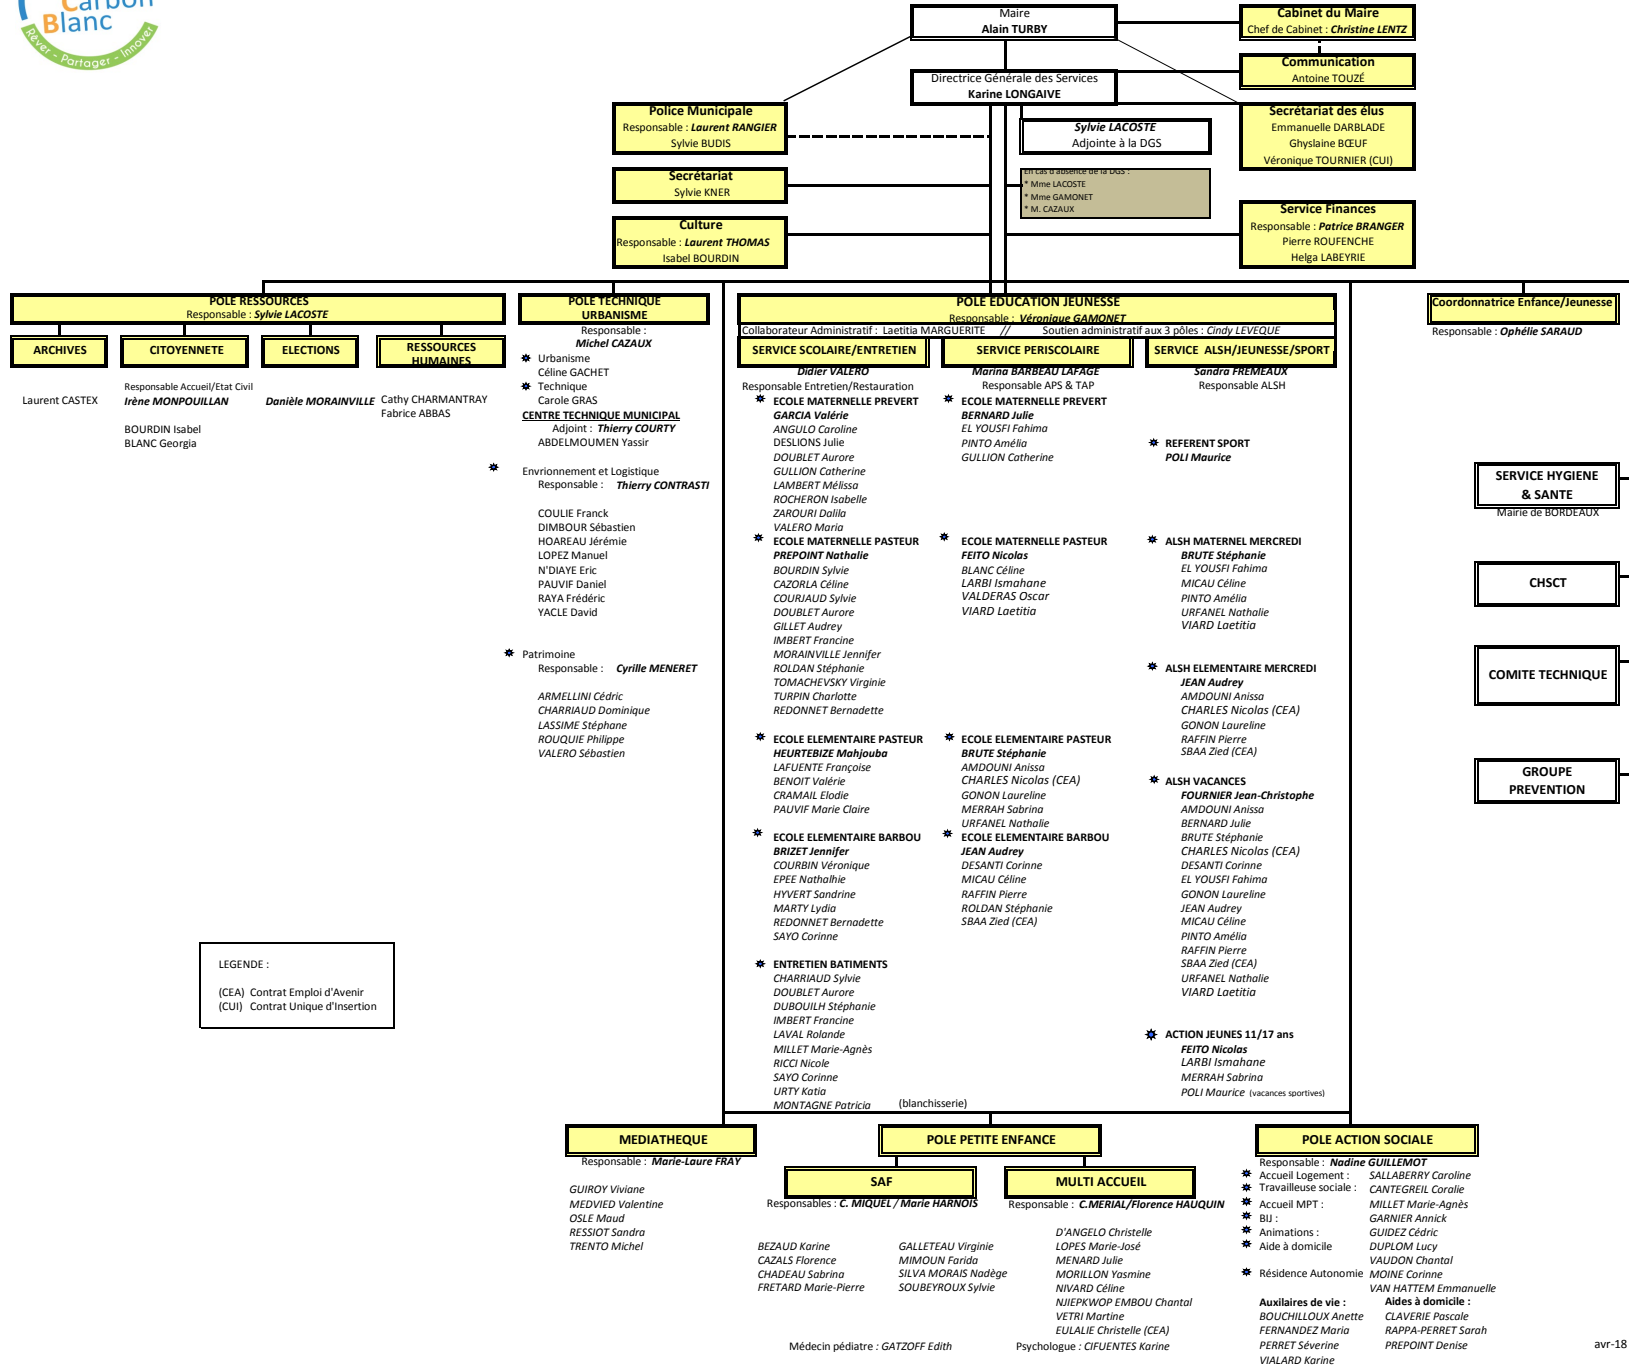 Carbon
Blanc
Rêver - Partager - Innover
Maire
Alain TURBY
Cabinet du Maire
Chef de Cabinet : Christine LENTZ
Communication
Antoine TOUZÉ
Directrice Générale des Services
Karine LONGAIVE
Police Municipale
Responsable : Laurent RANGIER
Sylvie BUDIS
Sylvie LACOSTE
Adjointe à la DGS
Secrétariat des élus
Emmanuelle DARBLADE
Ghyslaine BŒUF
Véronique TOURNIER (CUI)
Secrétariat
Sylvie KNER
En cas d'absence de la DGS :
* Mme LACOSTE
* Mme GAMONET
* M. CAZAUX
Culture
Responsable : Laurent THOMAS
Isabel BOURDIN
Service Finances
Responsable : Patrice BRANGER
Pierre ROUFENCHE
Helga LABEYRIE
POLE RESSOURCES
Responsable : Sylvie LACOSTE
ARCHIVES
Laurent CASTEX
CITOYENNETE
Responsable Accueil/Etat Civil
Irène MONPOUILLAN
BOURDIN Isabel
BLANC Georgia
ELECTIONS
Danièle MORAINVILLE
RESSOURCES
HUMAINES
Cathy CHARMANTRAY
Fabrice ABBAS
POLE TECHNIQUE
URBANISME
Responsable :
Michel CAZAUX
Urbanisme
Céline GACHET
Technique
Carole GRAS
CENTRE TECHNIQUE MUNICIPAL
Adjoint : Thierry COURTY
ABDELMOUMEN Yassir
Envrionnement et Logistique
Responsable : Thierry CONTRASTI
COULIE Franck
DIMBOUR Sébastien
HOAREAU Jérémie
LOPEZ Manuel
N'DIAYE Eric
PAUVIF Daniel
RAYA Frédéric
YACLE David
Patrimoine
Responsable : Cyrille MENERET
ARMELLINI Cédric
CHARRIAUD Dominique
LASSIME Stéphane
ROUQUIE Philippe
VALERO Sébastien
POLE EDUCATION JEUNESSE
Responsable : Véronique GAMONET
Collaborateur Administratif : Laetitia MARGUERITE // Soutien administratif aux 3 pôles : Cindy LEVEQUE
SERVICE SCOLAIRE/ENTRETIEN
Didier VALERO
Responsable Entretien/Restauration
ECOLE MATERNELLE PREVERT
GARCIA Valérie
ANGULO Caroline
DESLIONS Julie
DOUBLET Aurore
GULLION Catherine
LAMBERT Mélissa
ROCHERON Isabelle
ZAROURI Dalila
VALERO Maria
ECOLE MATERNELLE PASTEUR
PREPOINT Nathalie
BOURDIN Sylvie
CAZORLA Céline
COURJAUD Sylvie
DOUBLET Aurore
GILLET Audrey
IMBERT Francine
MORAINVILLE Jennifer
ROLDAN Stéphanie
TOMACHEVSKY Virginie
TURPIN Charlotte
REDONNET Bernadette
ECOLE ELEMENTAIRE PASTEUR
HEURTEBIZE Mahjouba
LAFUENTE Françoise
BENOIT Valérie
CRAMAIL Elodie
PAUVIF Marie Claire
ECOLE ELEMENTAIRE BARBOU
BRIZET Jennifer
COURBIN Véronique
EPEE Nathalhie
HYVERT Sandrine
MARTY Lydia
REDONNET Bernadette
SAYO Corinne
ENTRETIEN BATIMENTS
CHARRIAUD Sylvie
DOUBLET Aurore
DUBOUILH Stéphanie
IMBERT Francine
LAVAL Rolande
MILLET Marie-Agnès
RICCI Nicole
SAYO Corinne
URTY Katia
MONTAGNE Patricia (blanchisserie)
SERVICE PERISCOLAIRE
Marina BARBEAU LAFAGE
Responsable APS & TAP
ECOLE MATERNELLE PREVERT
BERNARD Julie
EL YOUSFI Fahima
PINTO Amélia
GULLION Catherine
ECOLE MATERNELLE PASTEUR
FEITO Nicolas
BLANC Céline
LARBI Ismahane
VALDERAS Oscar
VIARD Laetitia
ECOLE ELEMENTAIRE PASTEUR
BRUTE Stéphanie
AMDOUNI Anissa
CHARLES Nicolas (CEA)
GONON Laureline
MERRAH Sabrina
URFANEL Nathalie
ECOLE ELEMENTAIRE BARBOU
JEAN Audrey
DESANTI Corinne
MICAU Céline
RAFFIN Pierre
ROLDAN Stéphanie
SBAA Zied (CEA)
SERVICE ALSH/JEUNESSE/SPORT
Sandra FREMEAUX
Responsable ALSH
REFERENT SPORT
POLI Maurice
ALSH MATERNEL MERCREDI
BRUTE Stéphanie
EL YOUSFI Fahima
MICAU Céline
PINTO Amélia
URFANEL Nathalie
VIARD Laetitia
ALSH ELEMENTAIRE MERCREDI
JEAN Audrey
AMDOUNI Anissa
CHARLES Nicolas (CEA)
GONON Laureline
RAFFIN Pierre
SBAA Zied (CEA)
ALSH VACANCES
FOURNIER Jean-Christophe
AMDOUNI Anissa
BERNARD Julie
BRUTE Stéphanie
CHARLES Nicolas (CEA)
DESANTI Corinne
EL YOUSFI Fahima
GONON Laureline
JEAN Audrey
MICAU Céline
PINTO Amélia
RAFFIN Pierre
SBAA Zied (CEA)
URFANEL Nathalie
VIARD Laetitia
ACTION JEUNES 11/17 ans
FEITO Nicolas
LARBI Ismahane
MERRAH Sabrina
POLI Maurice (vacances sportives)
Coordonnatrice Enfance/Jeunesse
Responsable : Ophélie SARAUD
SERVICE HYGIENE
& SANTE
Mairie de BORDEAUX
CHSCT
COMITE TECHNIQUE
GROUPE
PREVENTION
LEGENDE :
(CEA) Contrat Emploi d'Avenir
(CUI) Contrat Unique d'Insertion
MEDIATHEQUE
Responsable : Marie-Laure FRAY
GUIROY Viviane
MEDVIED Valentine
OSLE Maud
RESSIOT Sandra
TRENTO Michel
POLE PETITE ENFANCE
SAF
Responsables : C. MIQUEL / Marie HARNOIS
BEZAUD Karine GALLETEAU Virginie
CAZALS Florence MIMOUN Farida
CHADEAU Sabrina SILVA MORAIS Nadège
FRETARD Marie-Pierre SOUBEYROUX Sylvie
MULTI ACCUEIL
Responsable : C.MERIAL/Florence HAUQUIN
D'ANGELO Christelle
LOPES Marie-José
MENARD Julie
MORILLON Yasmine
NIVARD Céline
NJIEPKWOP EMBOU Chantal
VETRI Martine
EULALIE Christelle (CEA)
Médecin pédiatre : GATZOFF Edith Psychologue : CIFUENTES Karine
POLE ACTION SOCIALE
Responsable : Nadine GUILLEMOT
Accueil Logement : SALLABERRY Caroline
Travailleuse sociale : CANTEGREIL Coralie
Accueil MPT : MILLET Marie-Agnès
BIJ : GARNIER Annick
Animations : GUIDEZ Cédric
Aide à domicile DUPLOM Lucy
VAUDON Chantal
Résidence Autonomie MOINE Corinne
VAN HATTEM Emmanuelle
Auxilaires de vie : Aides à domicile :
BOUCHILLOUX Anette CLAVERIE Pascale
FERNANDEZ Maria RAPPA-PERRET Sarah
PERRET Séverine PREPOINT Denise
VIALARD Karine
avr-18